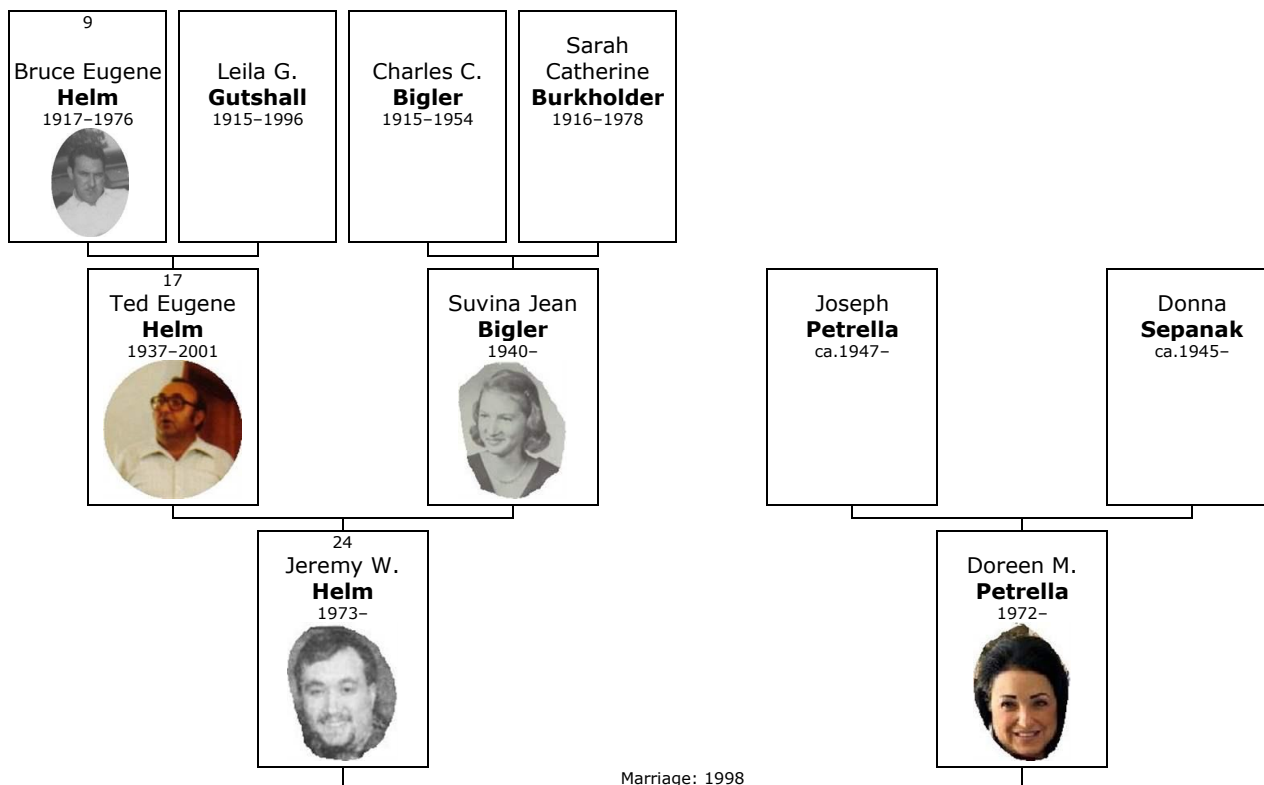 9
Bruce Eugene
Helm
1917–1976
Leila G.
Gutshall
1915–1996
Charles C.
Bigler
1915–1954
Sarah
Catherine
Burkholder
1916–1978
17
Ted Eugene
Helm
1937–2001
Suvina Jean
Bigler
1940–
Joseph
Petrella
ca.1947–
Donna
Sepanak
ca.1945–
24
Jeremy W.
Helm
1973–
Doreen M.
Petrella
1972–
Marriage: 1998